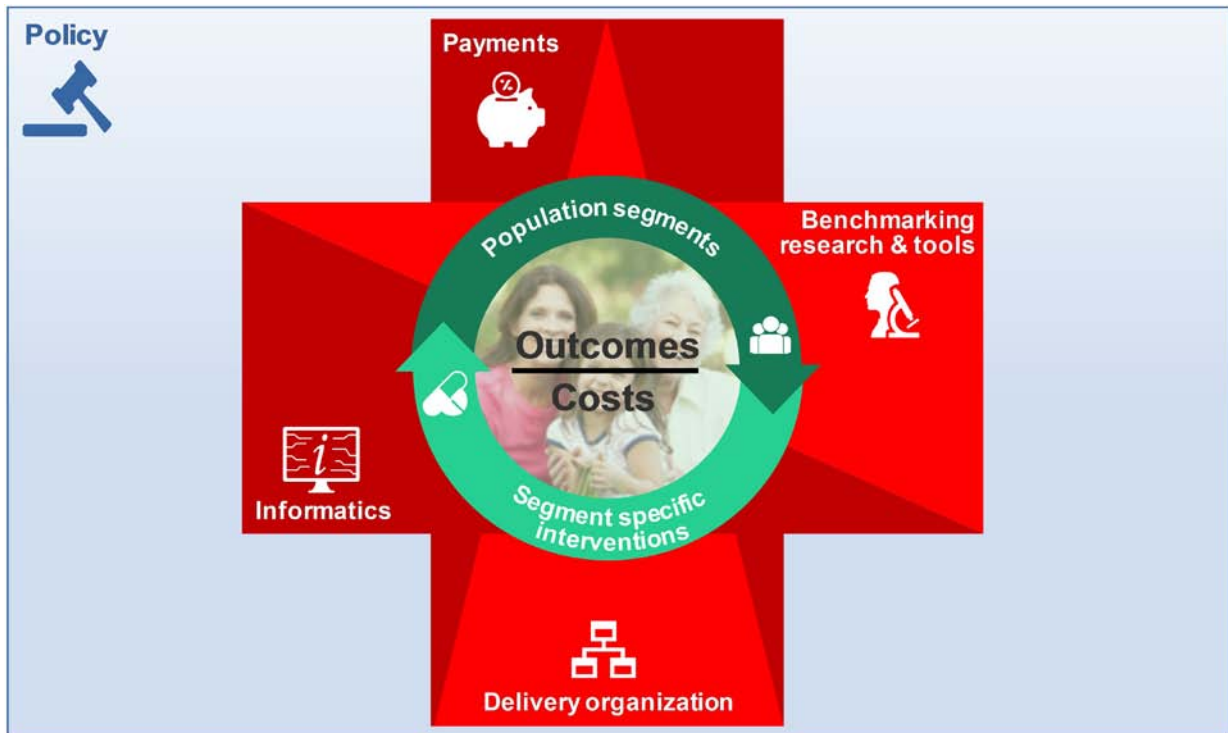 Policy
Payments
%
Population segments
Benchmarking
research & tools
Outcomes
Costs
i
Informatics
Segment specific
interventions
Delivery organization